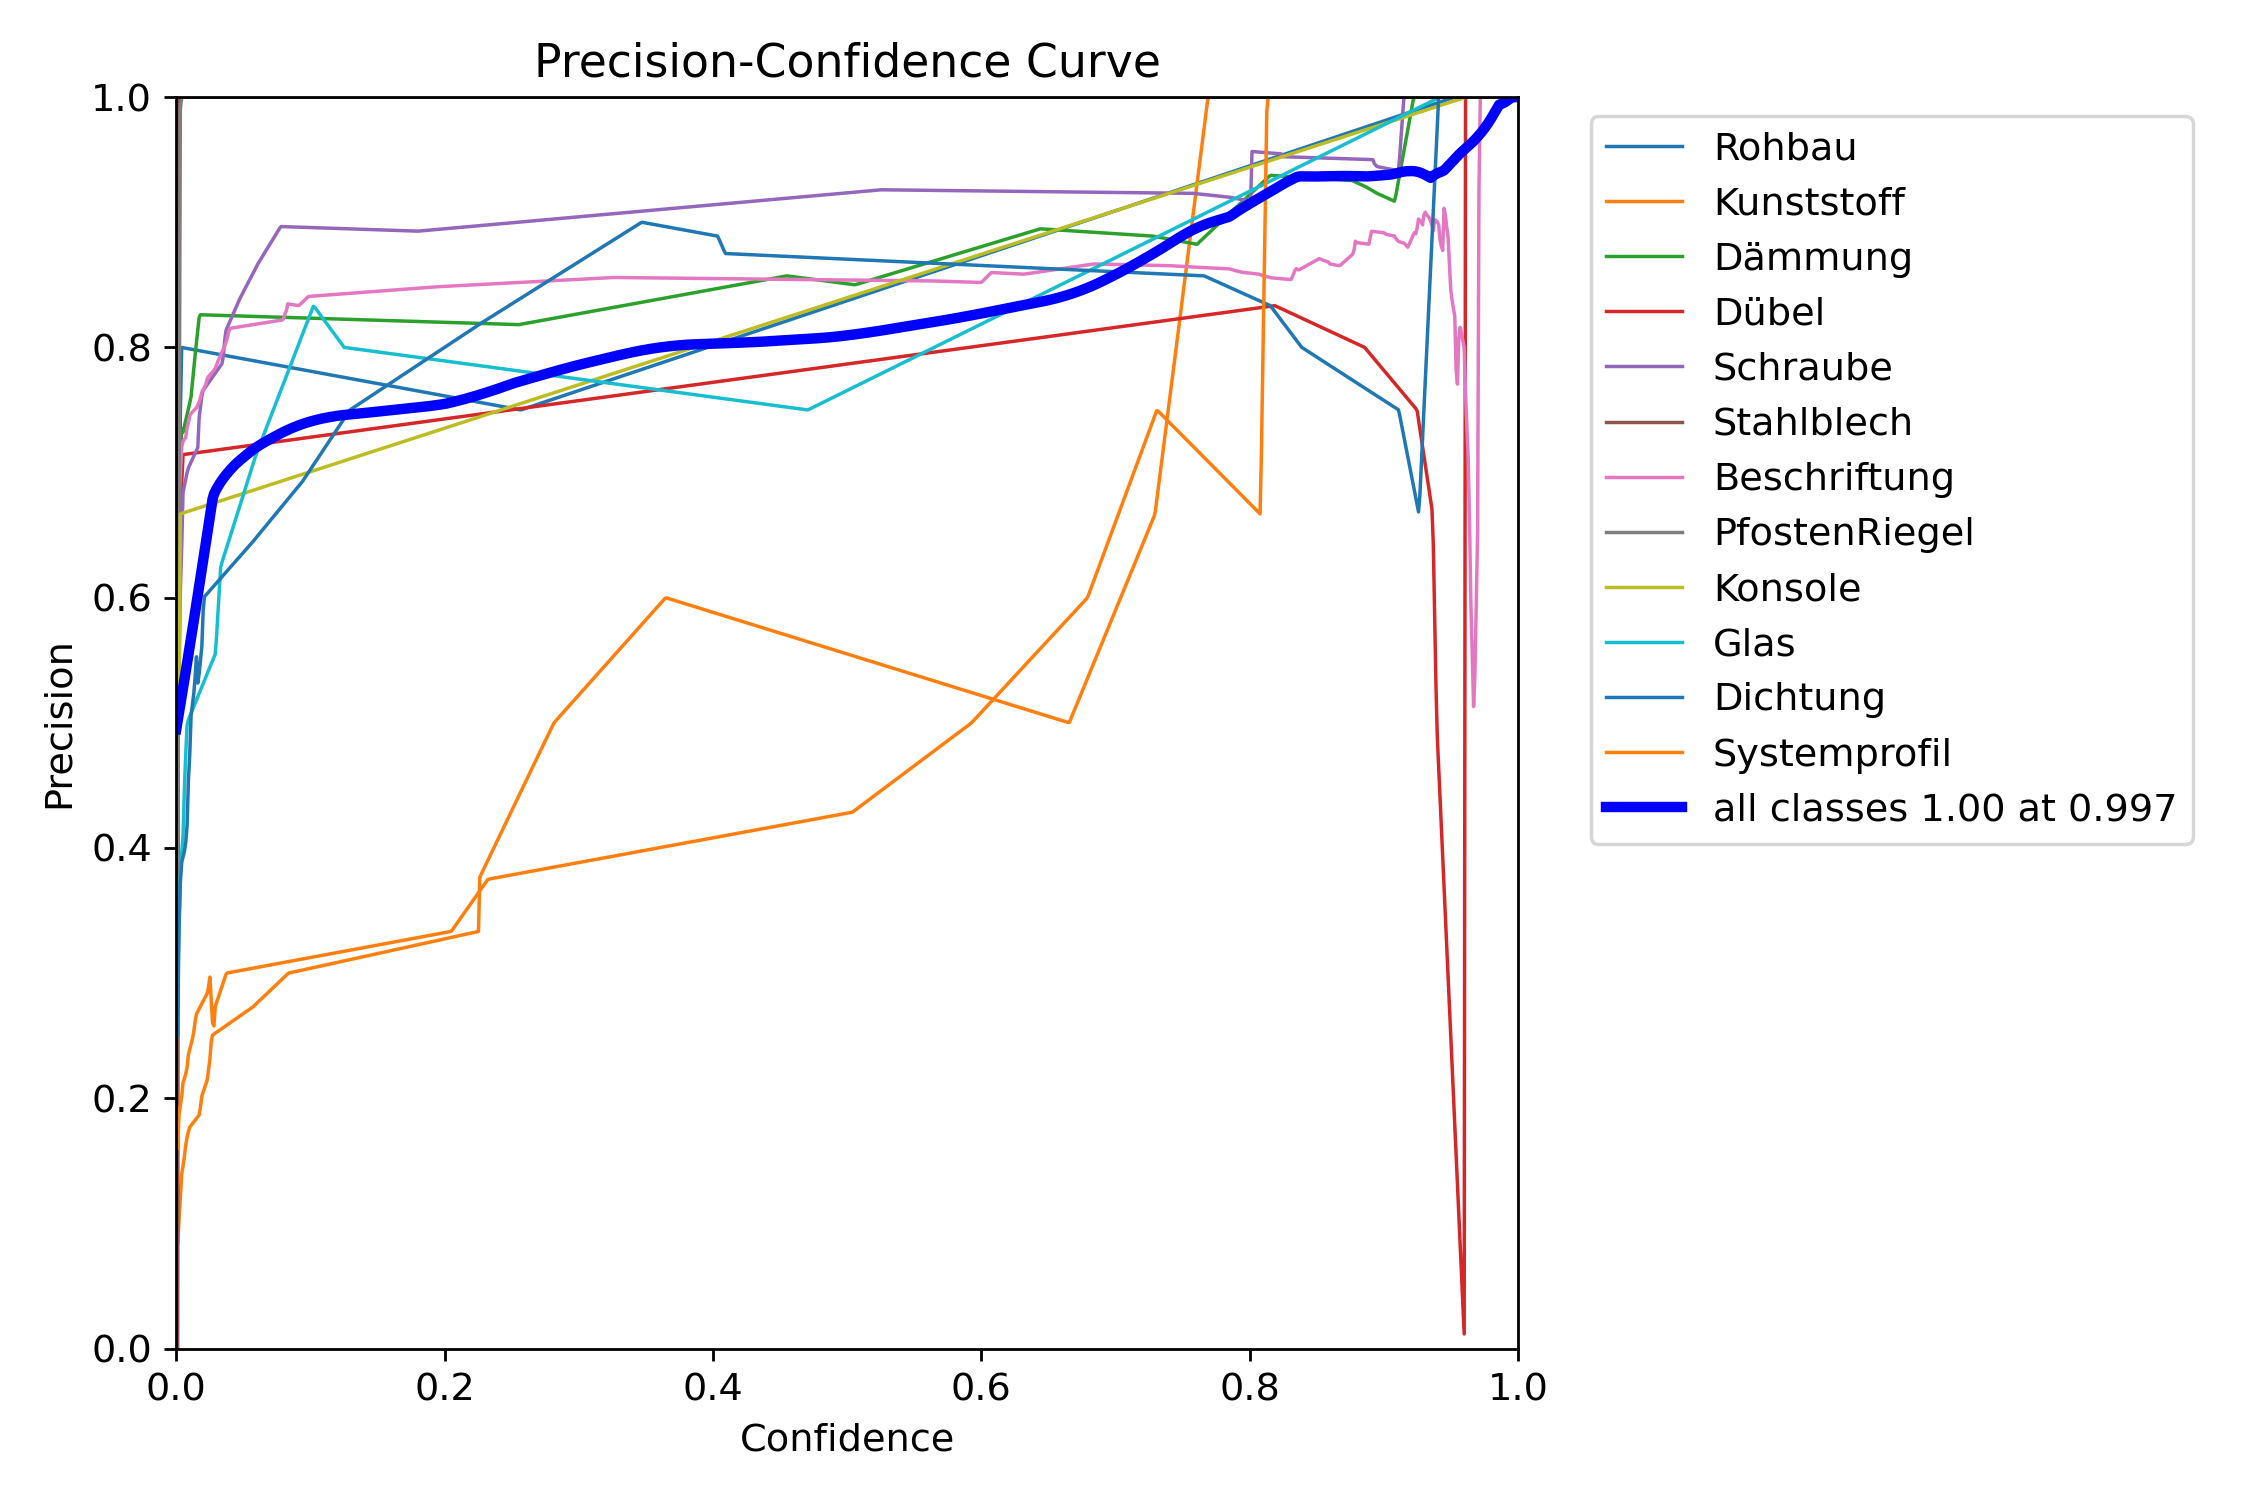 Precision-Confidence Curve
1.0
0.8
0.6
0.4
0.2
0.0
Precision
0.0 0.2 0.4 0.6 0.8 1.0
Confidence
Rohbau
Kunststoff
Dämmung
Dübel
Schraube
Stahlblech
Beschriftung
PfostenRiegel
Konsole
Glas
Dichtung
Systemprofil
all classes 1.00 at 0.997